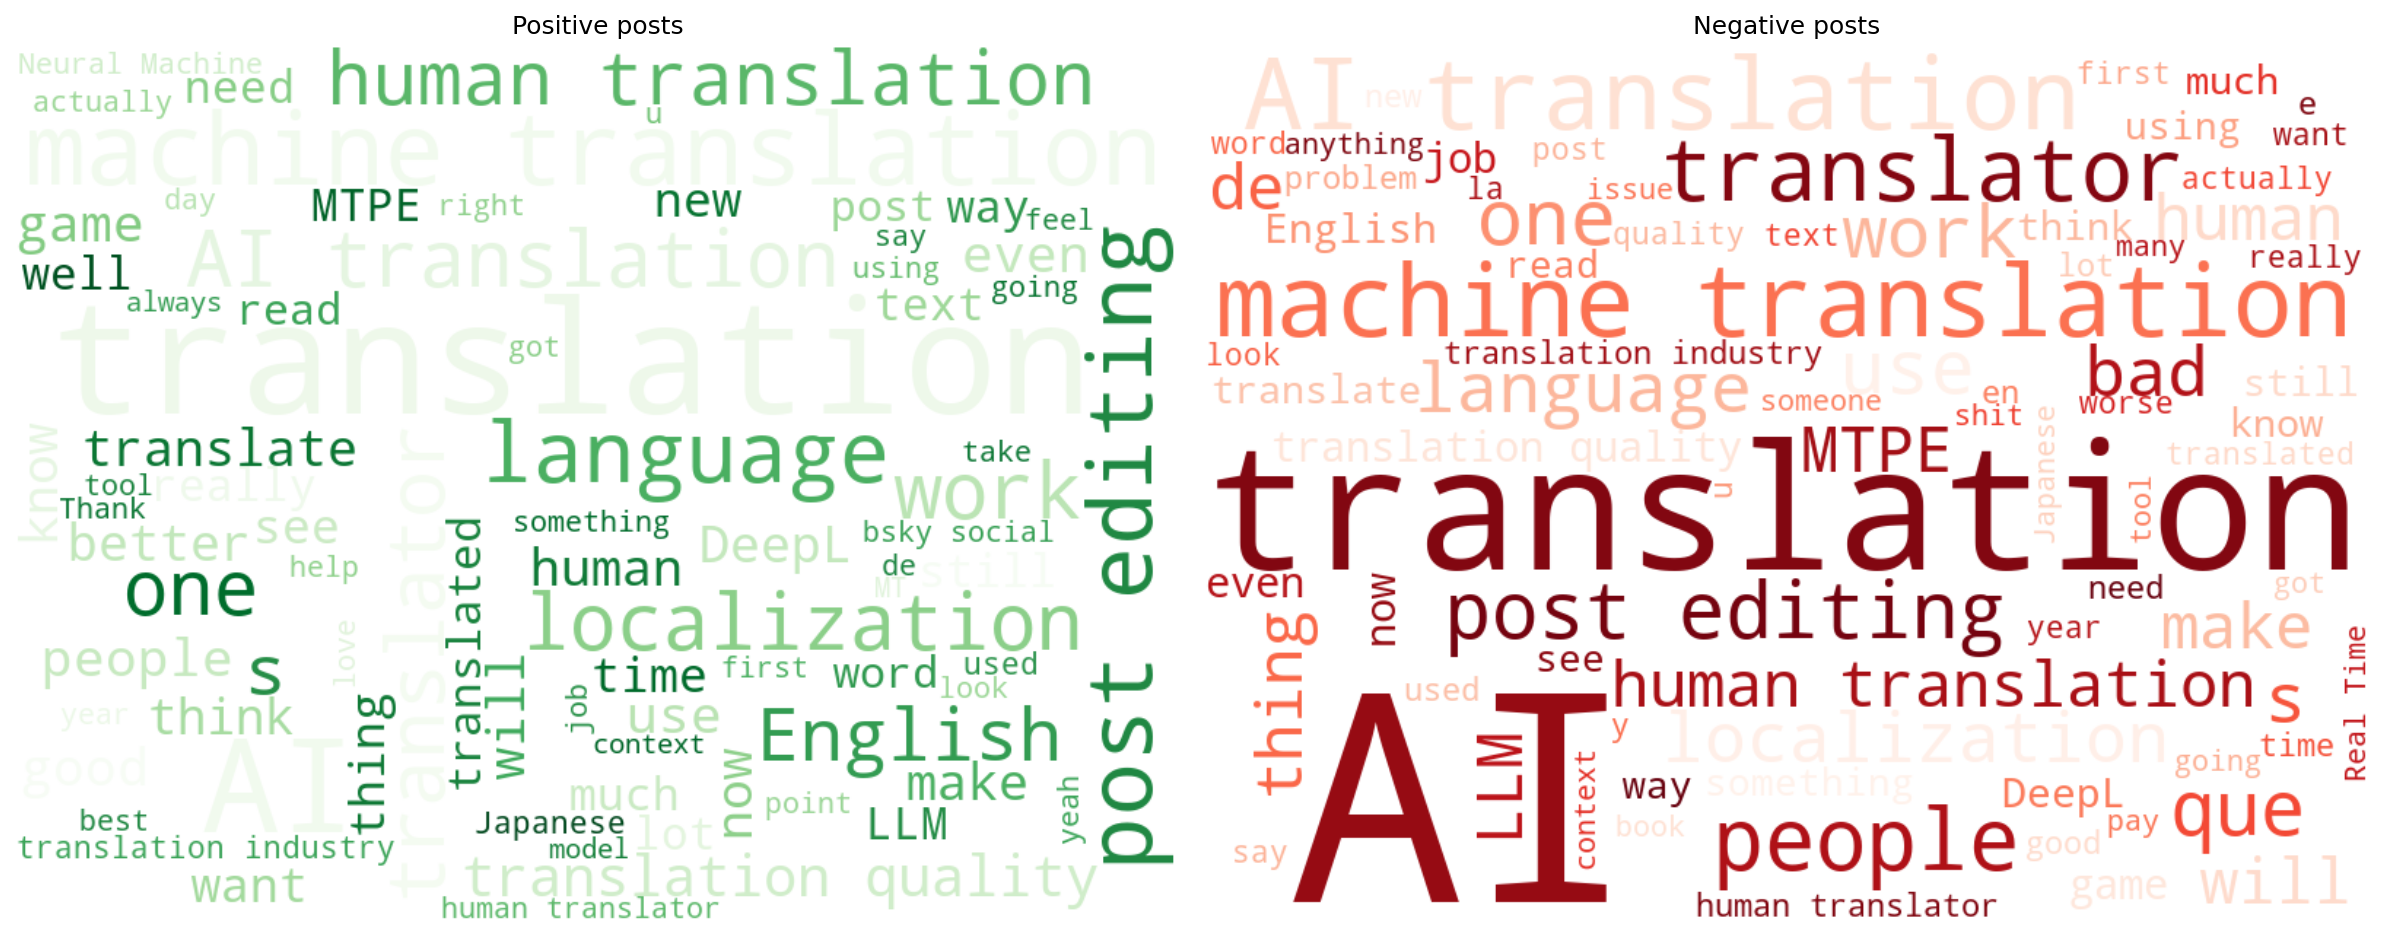 Positive posts
Neural Machine
actually
need
human translation
u
machine translation
day
MTPE
right
new
post
way
feel
game
say
AI translation
even
well
using
going
always
read
text
translation
got
post editing
know
translate
language
take
tool
really
Thank
work
translator
better
see
something
DeepL
bsky social
translated
human
de
MT
still
help
one
localization
love
people
s
time
first
word
used
look
will
job
year
think
use
English
context
thing
now
good
AI
make
much
point
yeah
best
Japanese
LLM
lot
model
translation industry
translation quality
want
human translator
Negative posts
AI translation
new
first
much
e
using
want
word
anything
job
post
translator
de
problem
la
issue
actually
English
one
quality
text
work
think
human
many
read
lot
really
machine translation
look
translation industry
use
bad
translate
language
someone
en
still
worse
shit
know
translation quality
MTPE
Japanese
translated
translation
u
tool
even
now
post editing
need
got
thing
year
make
see
human translation
used
s
Real Time
AI
LLM
y
localization
time
going
context
way
something
DeepL
que
book
people
pay
say
good
game
will
human translator